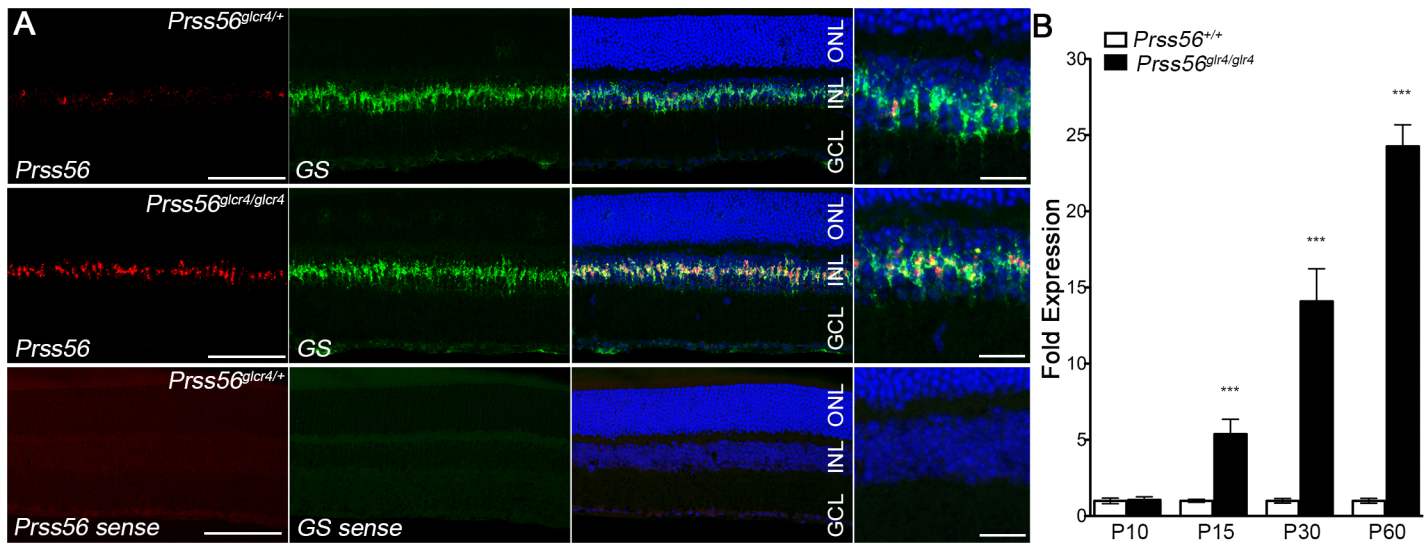 A
Prss56glcr4/+
Prss56
GS
ONL
INL
GCL
Prss56glcr4/glcr4
Prss56
GS
ONL
INL
GCL
Prss56glcr4/+
Prss56 sense
GS sense
ONL
INL
GCL
B
Prss56+/+
Prss56glr4/glr4
Fold Expression
30
25
20
15
10
5
0
***
***
***
P10 P15 P30 P60